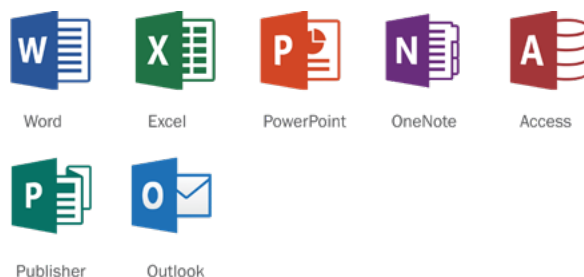 W X P N A
Word Excel PowerPoint OneNote Access
P O
Publisher Outlook